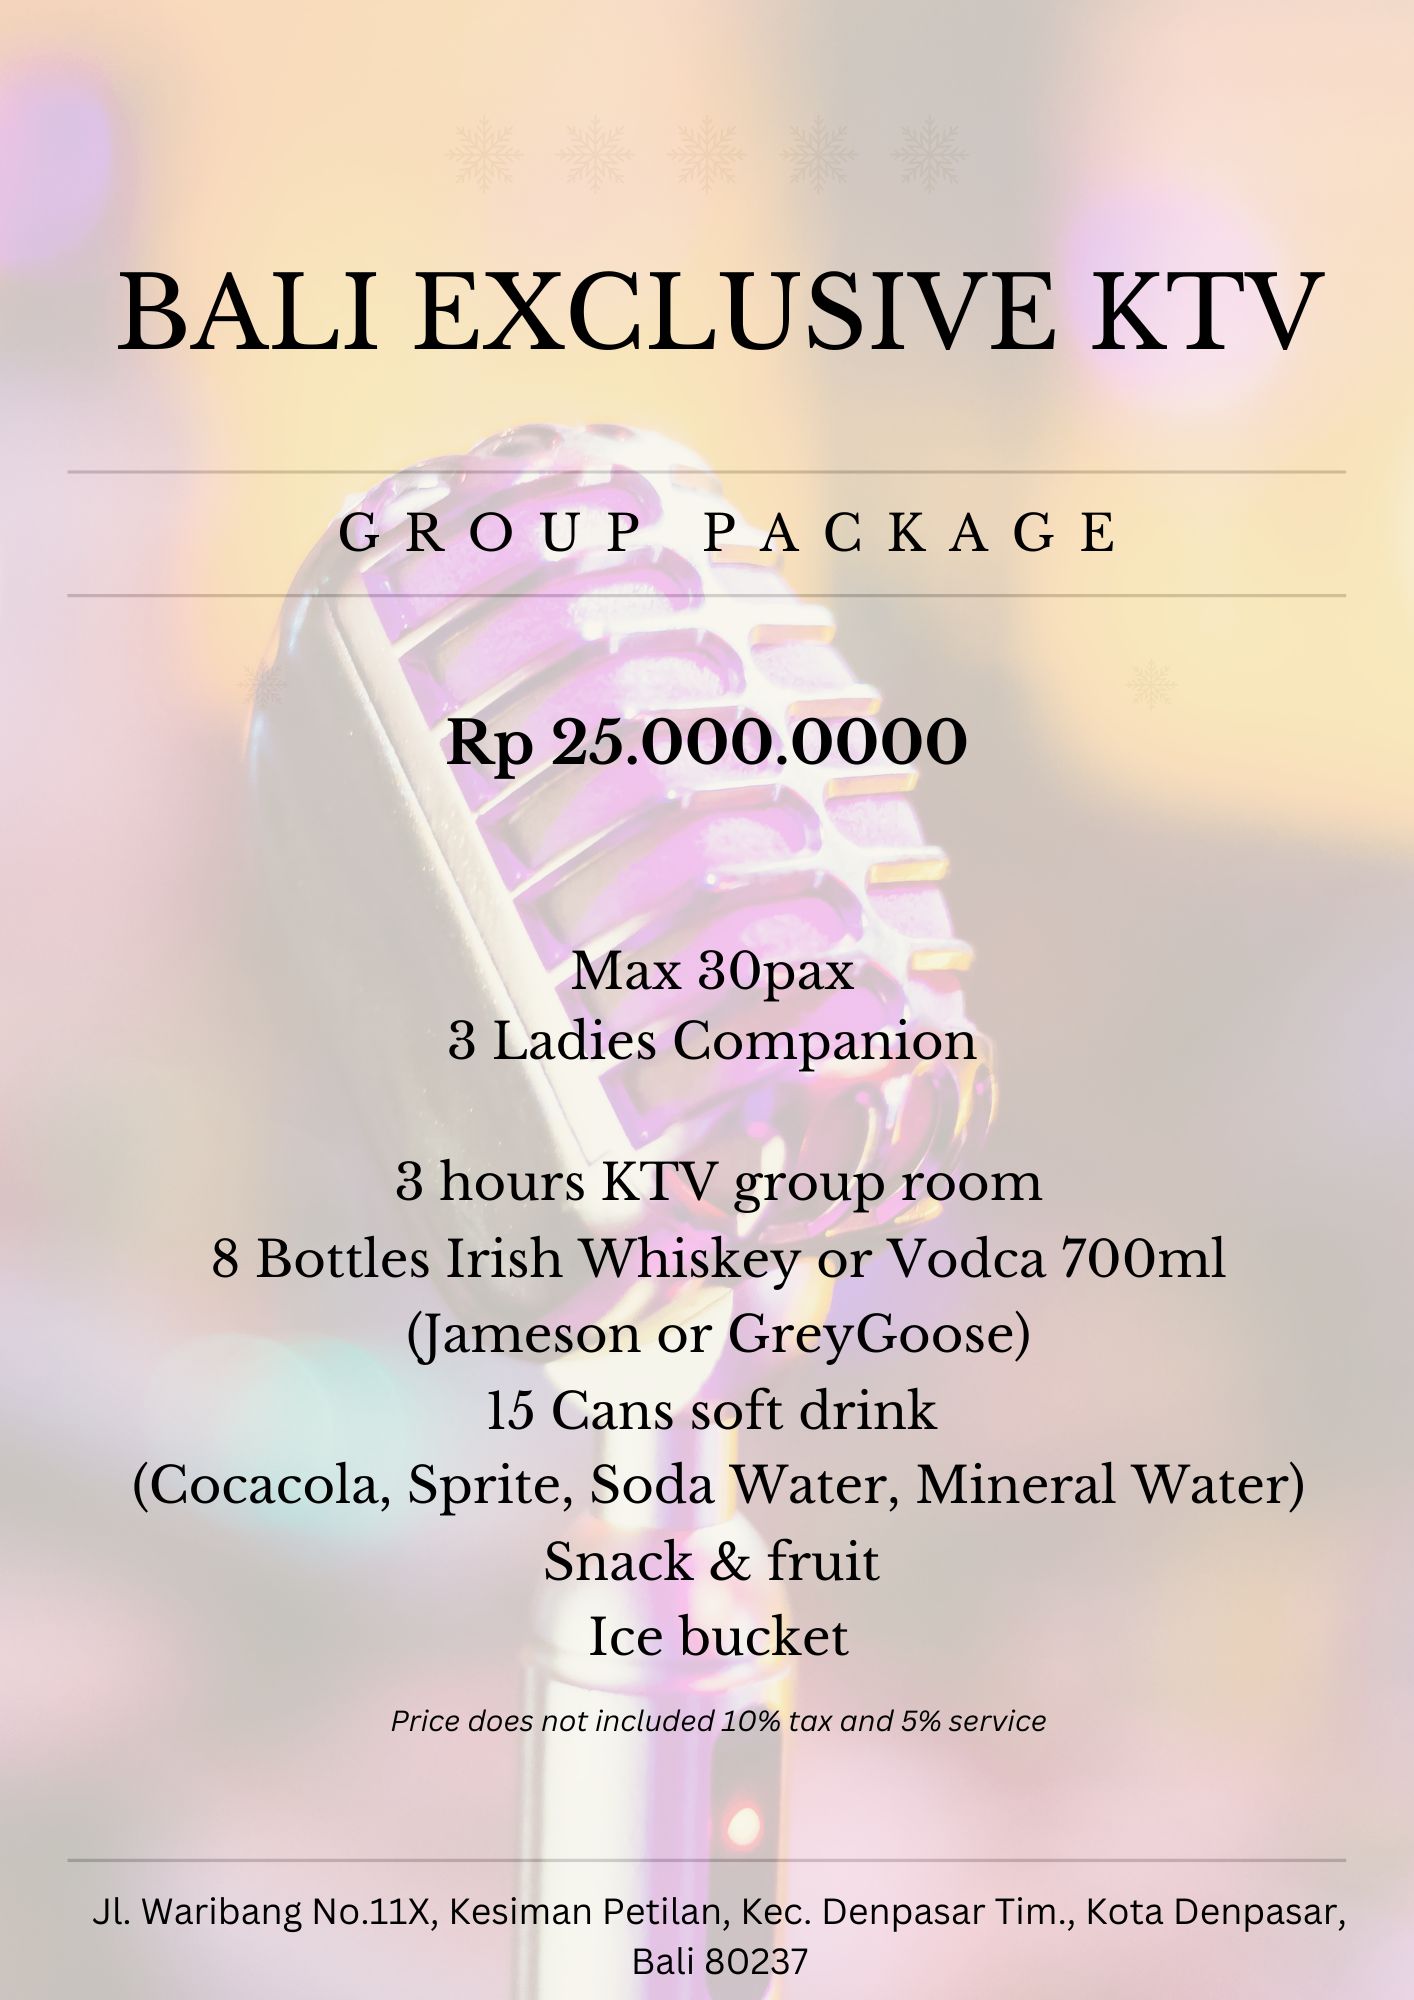 BALI EXCLUSIVE KTV
GROUP PACKAGE
Rp 25.000.0000
Max 30pax
3 Ladies Companion
3 hours KTV group room
8 Bottles Irish Whiskey or Vodca 700ml
(Jameson or GreyGoose)
15 Cans soft drink
(Cocacola, Sprite, Soda Water, Mineral Water)
Snack & fruit
Ice bucket
Price does not included 10% tax and 5% service
Jl. Waribang No.11X, Kesiman Petilan, Kec. Denpasar Tim., Kota Denpasar,
Bali 80237